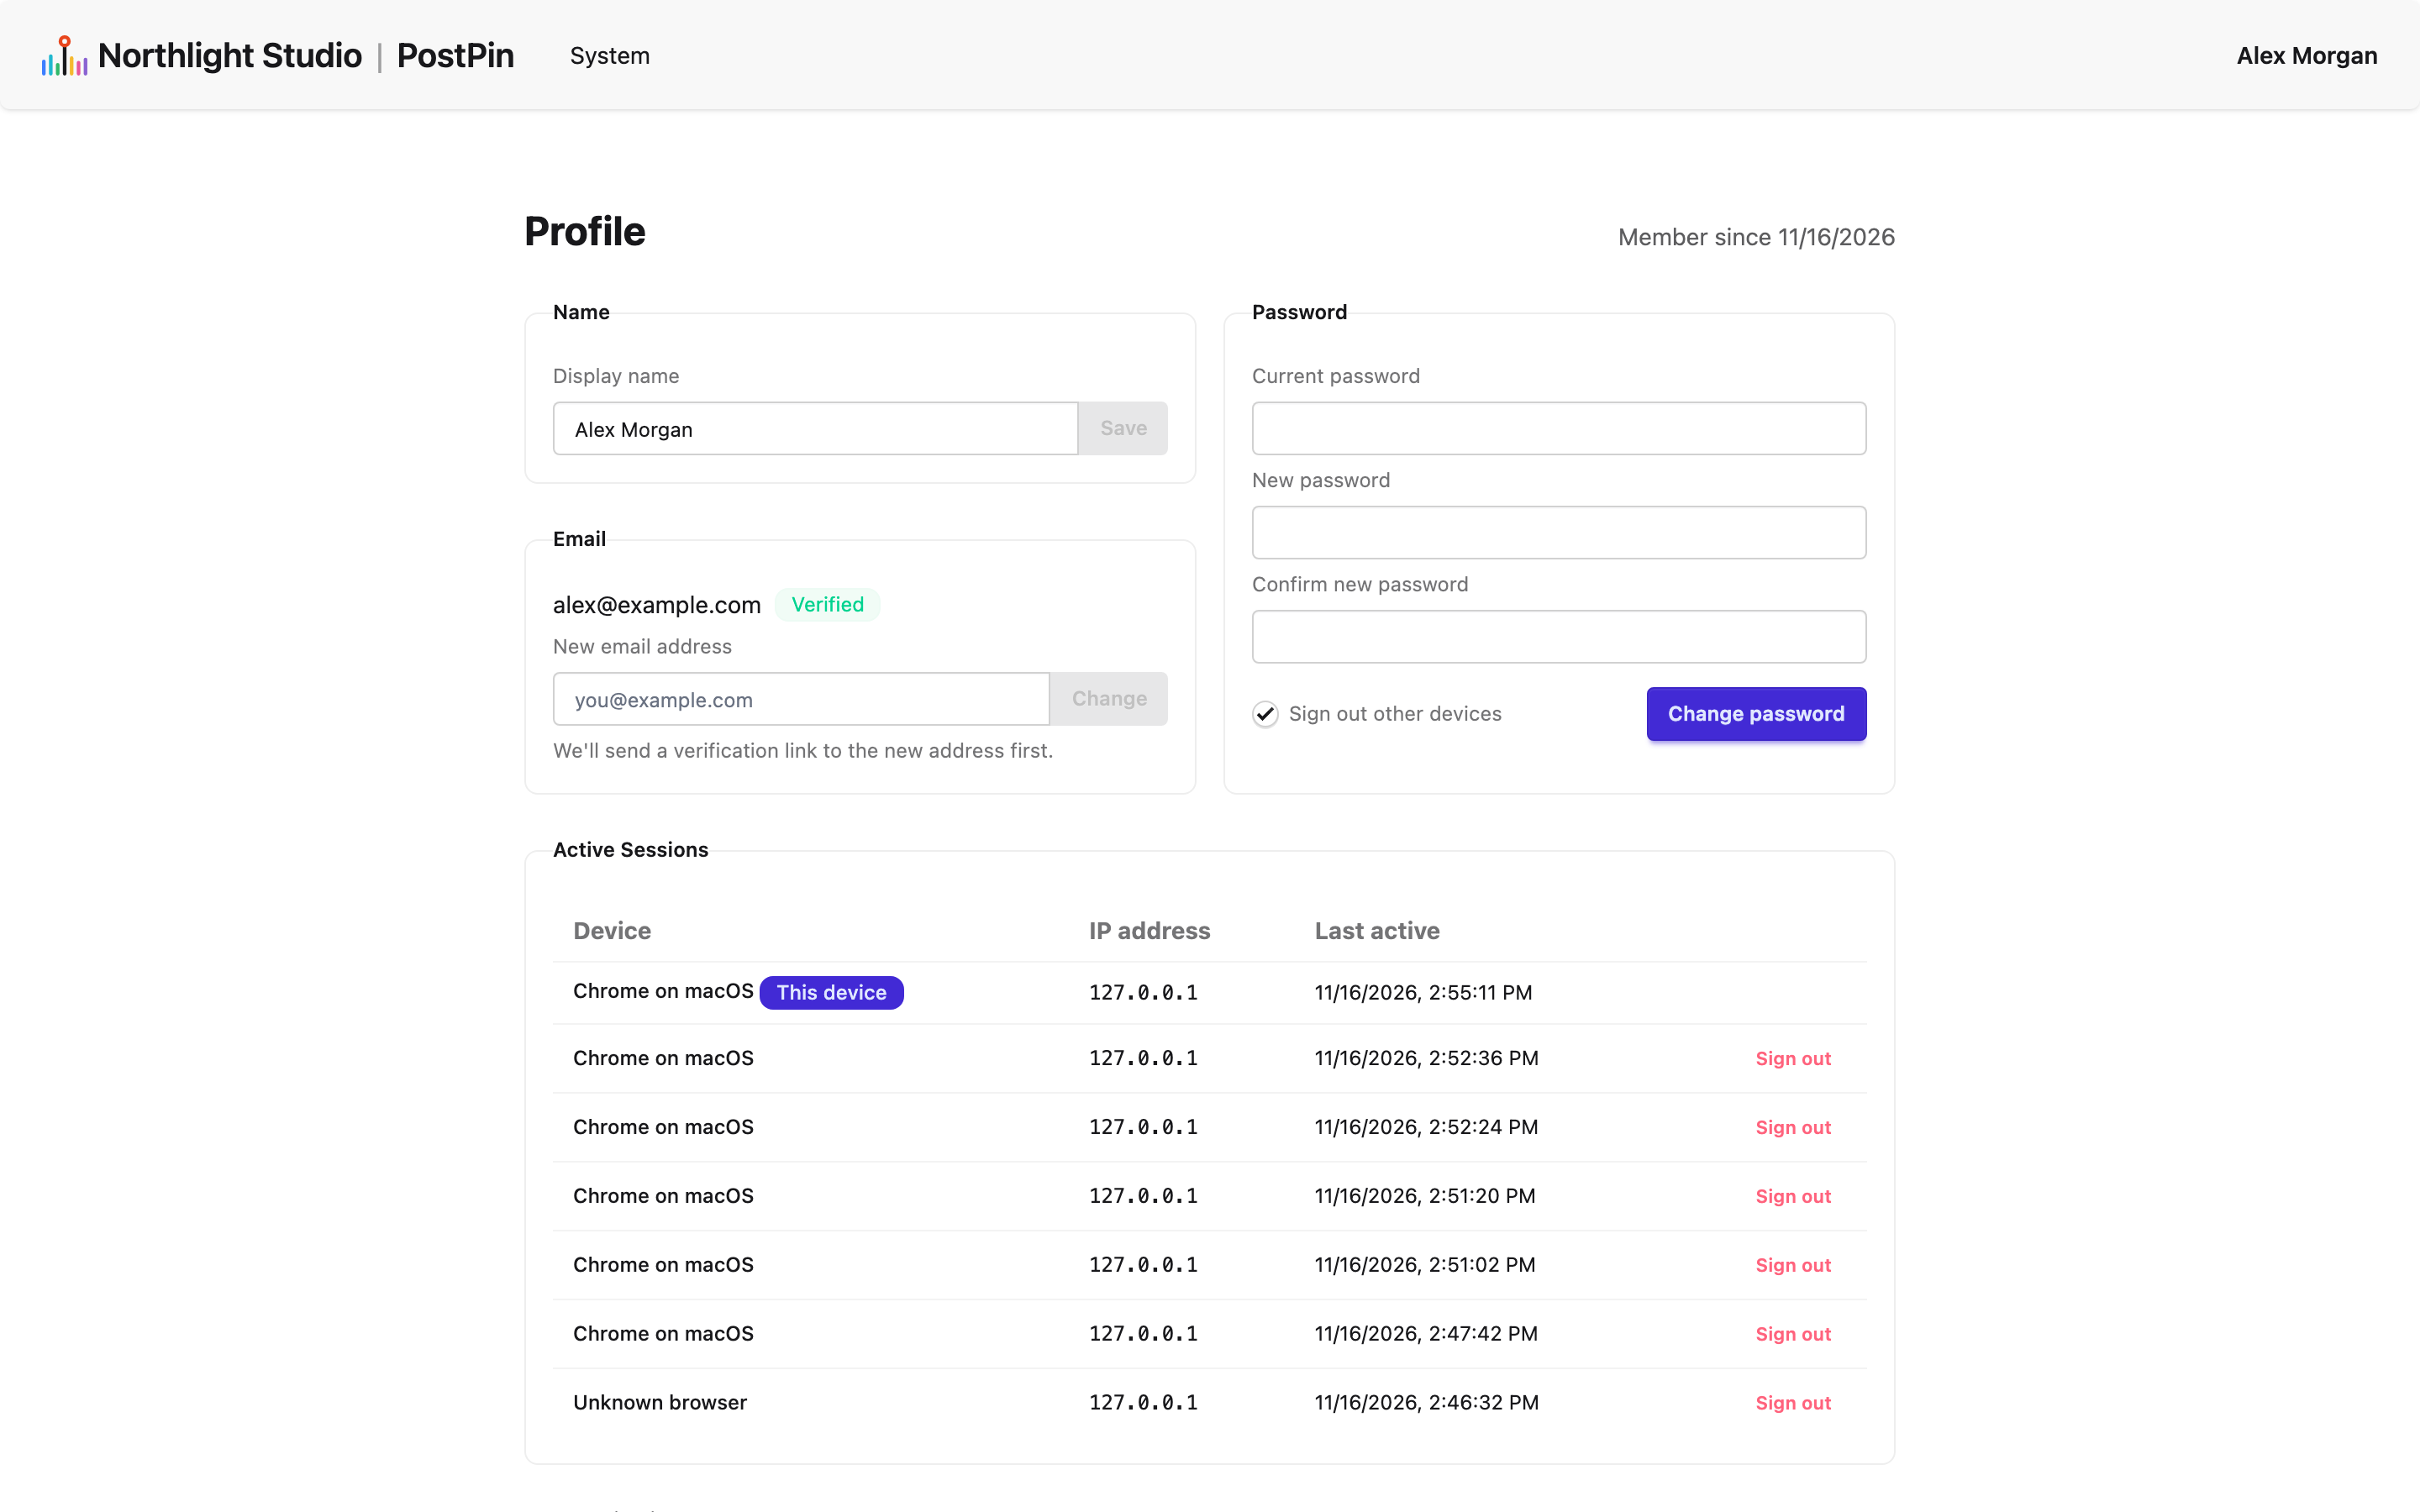 Northlight Studio | PostPin System Alex Morgan
Profile
Member since 11/16/2026
Name
Display name
Alex Morgan Save
Email
alex@example.com Verified
New email address
you@example.com Change
We'll send a verification link to the new address first.
Password
Current password
New password
Confirm new password
Sign out other devices Change password
Active Sessions
Device IP address Last active
Chrome on macOS This device 127.0.0.1 11/16/2026, 2:55:11 PM
Chrome on macOS 127.0.0.1 11/16/2026, 2:52:36 PM Sign out
Chrome on macOS 127.0.0.1 11/16/2026, 2:52:24 PM Sign out
Chrome on macOS 127.0.0.1 11/16/2026, 2:51:20 PM Sign out
Chrome on macOS 127.0.0.1 11/16/2026, 2:51:02 PM Sign out
Chrome on macOS 127.0.0.1 11/16/2026, 2:47:42 PM Sign out
Unknown browser 127.0.0.1 11/16/2026, 2:46:32 PM Sign out